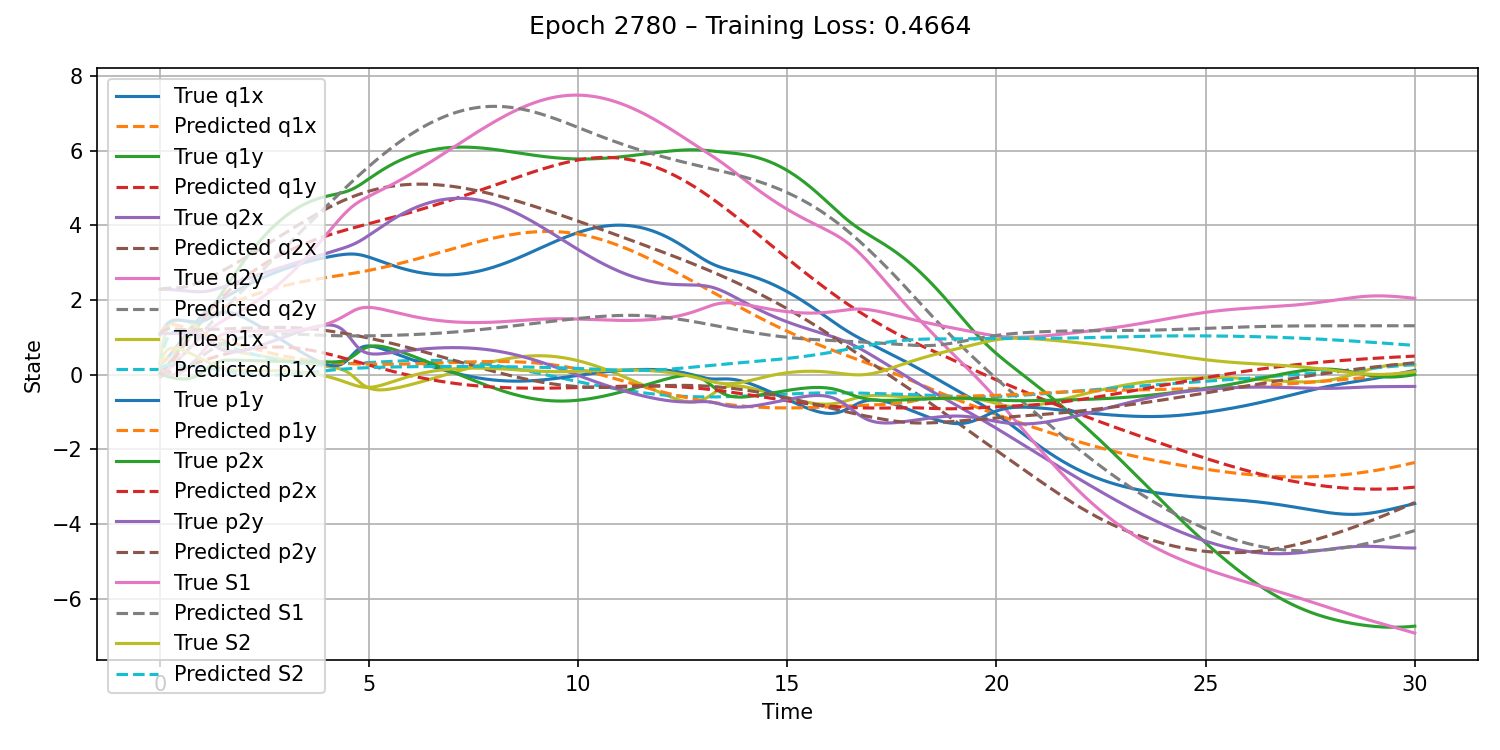 Epoch 2780 – Training Loss: 0.4664
8
6
4
2
0
−2
−4
−6
State
True q1x
Predicted q1x
True q1y
Predicted q1y
True q2x
Predicted q2x
True q2y
Predicted q2y
True p1x
Predicted p1x
True p1y
Predicted p1y
True p2x
Predicted p2x
True p2y
Predicted p2y
True S1
Predicted S1
True S2
Predicted S2
0 5 10 15 20 25 30
Time